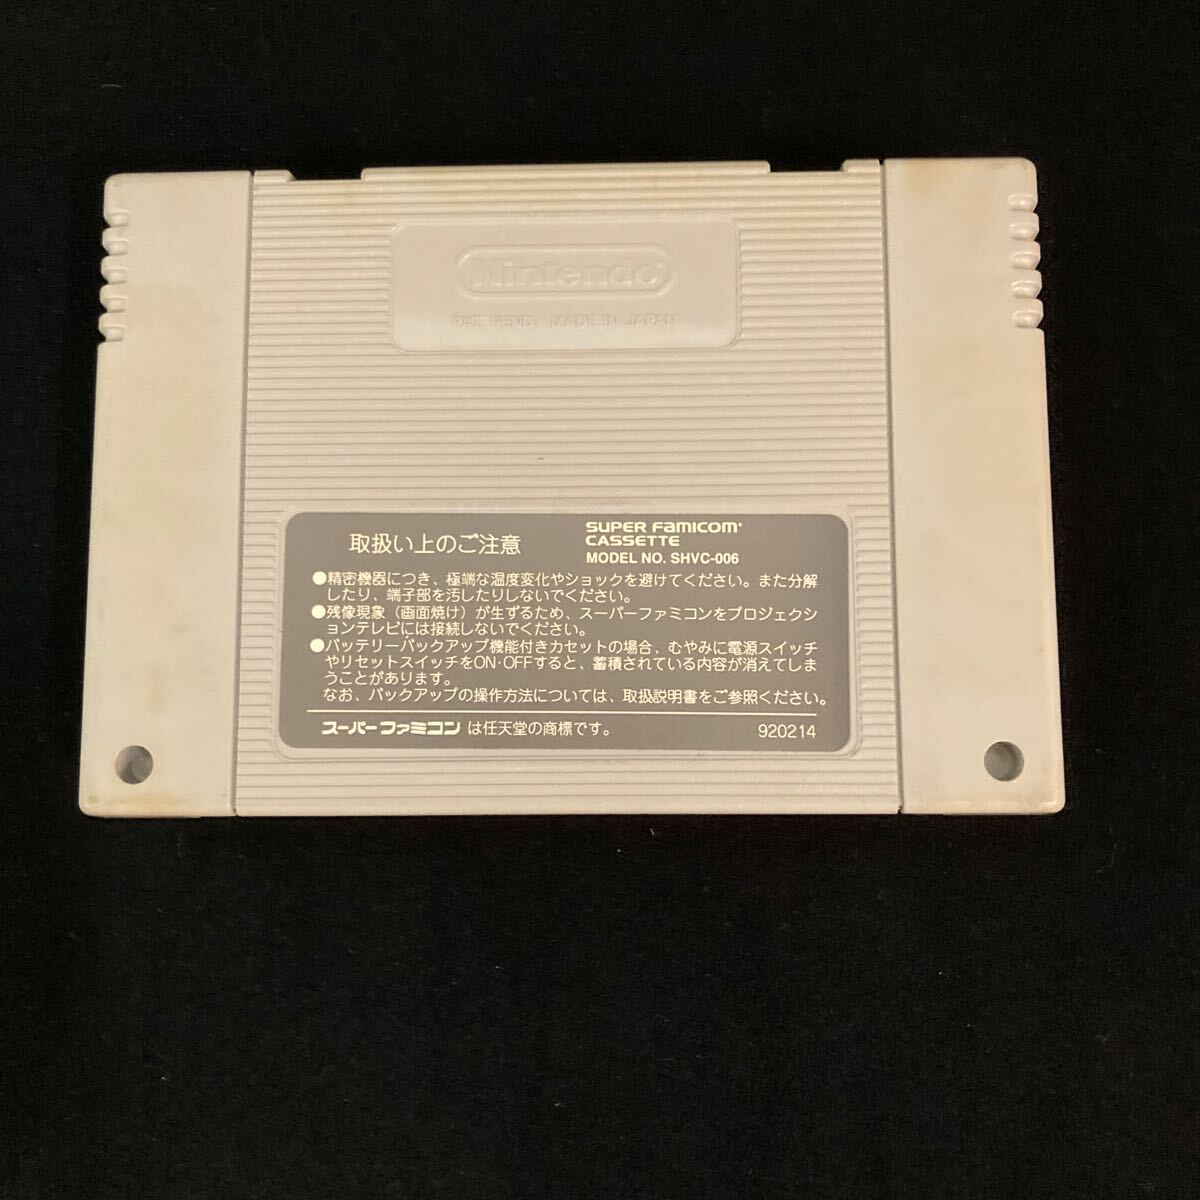 Nintendo
PAT. PEND. MADE IN JAPAN
取扱い上のご注意
SUPER FAMICOM
CASSETTE
MODEL NO. SHVC-006
●精密機器につき、極端な温度変化やショックを避けてください。また分解
したり、端子部を汚したりしないでください。
●残像現象（画面焼け）が生ずるため、スーパーファミコンをプロジェクシ
ョンテレビには接続しないでください。
●バッテリーバックアップ機能付きカセットの場合、むやみに電源スイッチ
やリセットスイッチをON・OFFすると、蓄積されている内容が消えてしま
うことがあります。
なお、バックアップの操作方法については、取扱説明書をご参照ください。
スーパーファミコン は任天堂の商標です。 920214